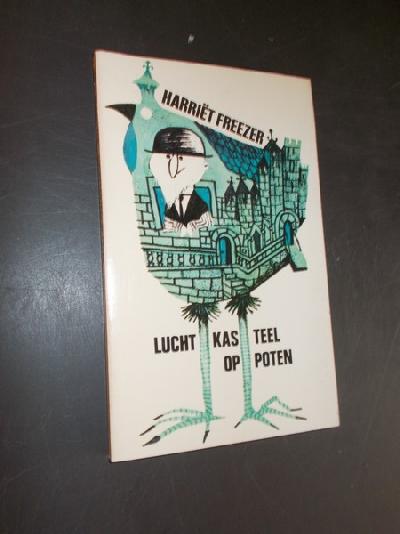 HARRIËT FREEZER
LUCHT KAS TEEL
OP POTEN